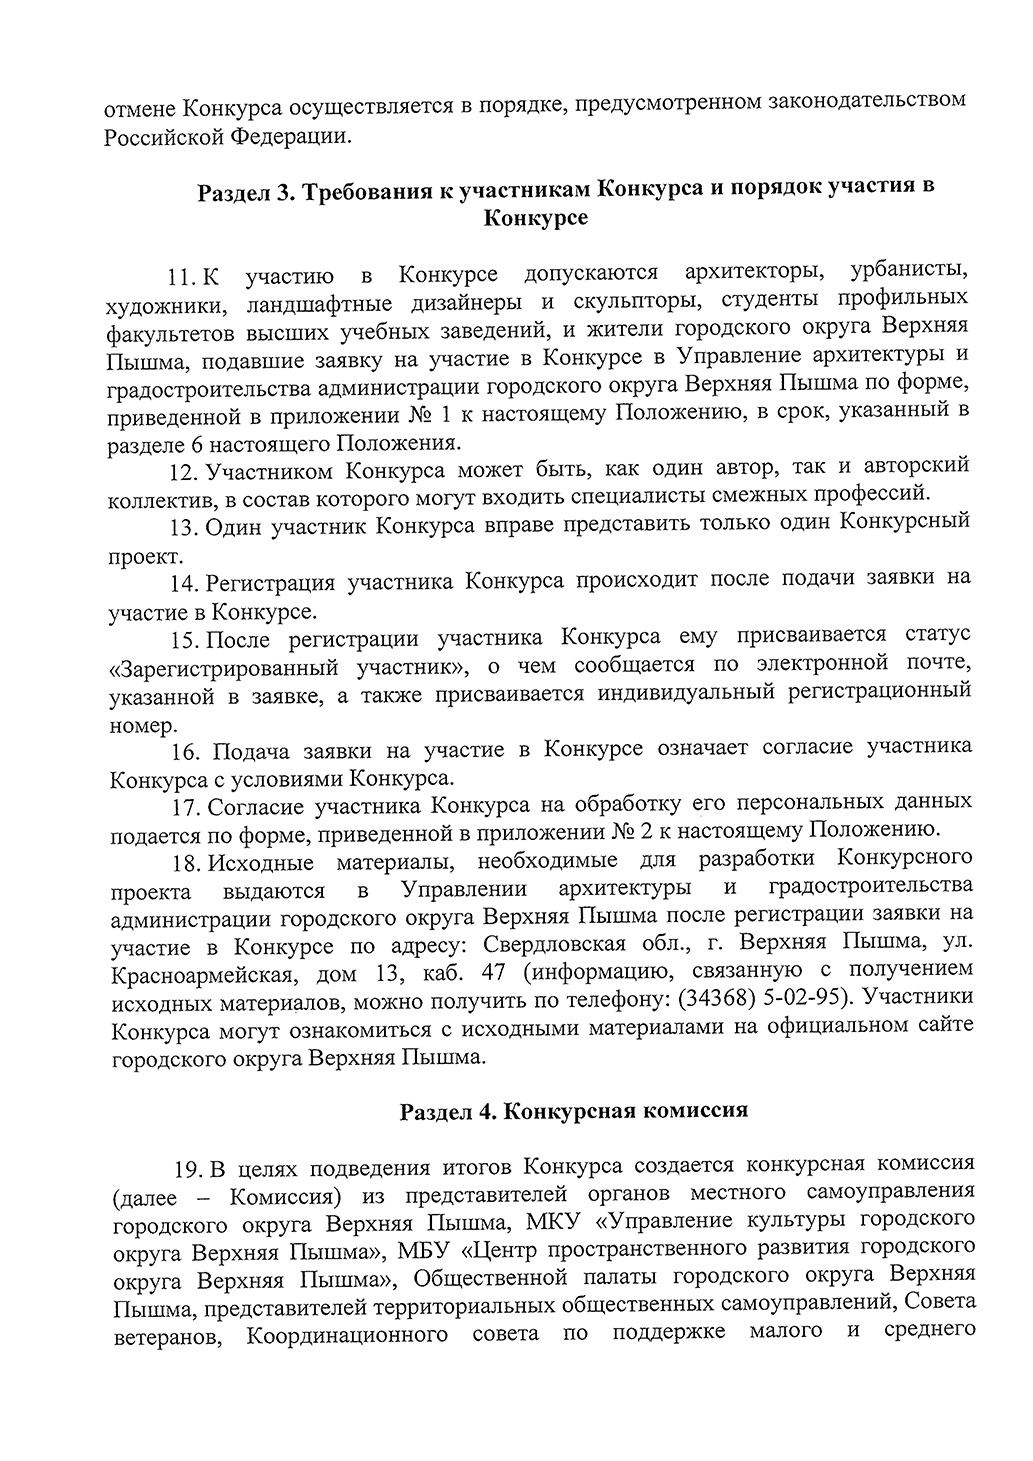 отмене Конкурса осуществляется в порядке, предусмотренном законодательством
Российской Федерации.
Раздел 3. Требования к участникам Конкурса и порядок участия в
Конкурсе
11. К участию в Конкурсе допускаются архитекторы, урбанисты,
художники, ландшафтные дизайнеры и скульпторы, студенты профильных
факультетов высших учебных заведений, и жители городского округа Верхняя
Пышма, подавшие заявку на участие в Конкурсе в Управление архитектуры и
градостроительства администрации городского округа Верхняя Пышма по форме,
приведенной в приложении № 1 к настоящему Положению, в срок, указанный в
разделе 6 настоящего Положения.
12. Участником Конкурса может быть, как один автор, так и авторский
коллектив, в состав которого могут входить специалисты смежных профессий.
13. Один участник Конкурса вправе представить только один Конкурсный
проект.
14. Регистрация участника Конкурса происходит после подачи заявки на
участие в Конкурсе.
15. После регистрации участника Конкурса ему присваивается статус
«Зарегистрированный участник», о чем сообщается по электронной почте,
указанной в заявке, а также присваивается индивидуальный регистрационный
номер.
16. Подача заявки на участие в Конкурсе означает согласие участника
Конкурса с условиями Конкурса.
17. Согласие участника Конкурса на обработку его персональных данных
подается по форме, приведенной в приложении № 2 к настоящему Положению.
18. Исходные материалы, необходимые для разработки Конкурсного
проекта выдаются в Управлении архитектуры и градостроительства
администрации городского округа Верхняя Пышма после регистрации заявки на
участие в Конкурсе по адресу: Свердловская обл., г. Верхняя Пышма, ул.
Красноармейская, дом 13, каб. 47 (информацию, связанную с получением
исходных материалов, можно получить по телефону: (34368) 5-02-95). Участники
Конкурса могут ознакомиться с исходными материалами на официальном сайте
городского округа Верхняя Пышма.
Раздел 4. Конкурсная комиссия
19. В целях подведения итогов Конкурса создается конкурсная комиссия
(далее – Комиссия) из представителей органов местного самоуправления
городского округа Верхняя Пышма, МКУ «Управление культуры городского
округа Верхняя Пышма», МБУ «Центр пространственного развития городского
округа Верхняя Пышма», Общественной палаты городского округа Верхняя
Пышма, представителей территориальных общественных самоуправлений, Совета
ветеранов, Координационного совета по поддержке малого и среднего